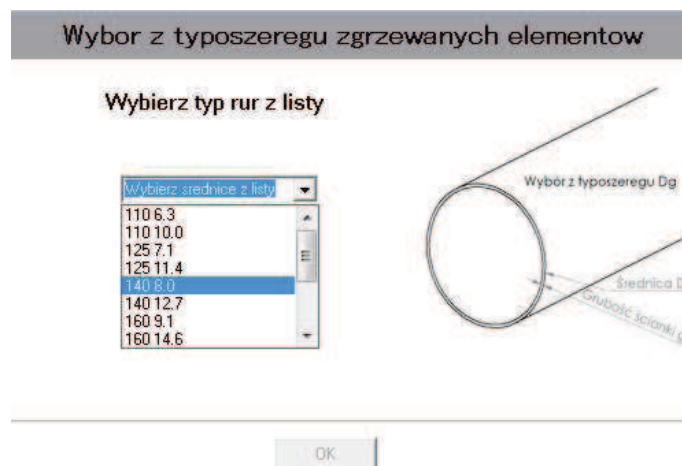 Wybor z typoszeregu zgrzewanych elementow
Wybierz typ rur z listy
Wybierz srednice z listy
110 6.3
110 10.0
125 7.1
125 11.4
140 8.0
140 12.7
160 9.1
160 14.6
Wybór z typoszeregu Dg
Średnica D
Grubość ścianki g
OK